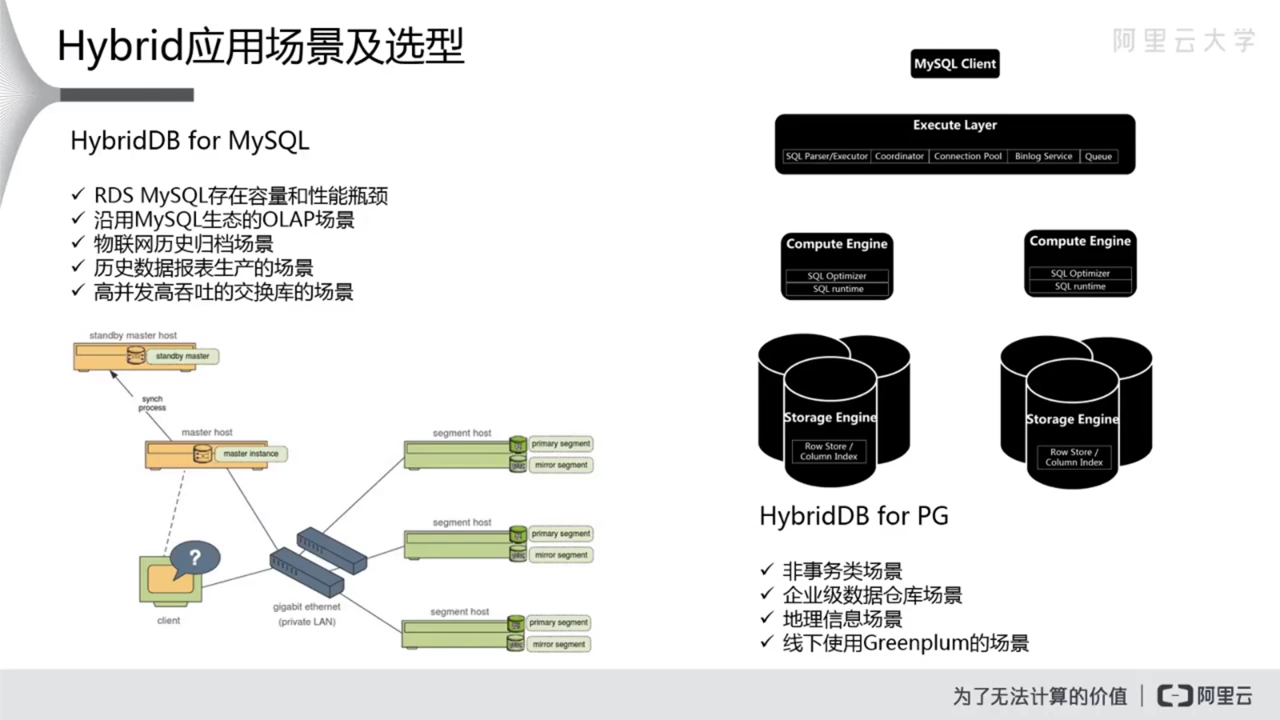 Hybrid应用场景及选型
阿里云大学
HybridDB for MySQL
✓ RDS MySQL存在容量和性能瓶颈
✓ 沿用MySQL生态的OLAP场景
✓ 物联网历史归档场景
✓ 历史数据报表生产的场景
✓ 高并发高吞吐的交换库的场景
standby master host
standby master
synch
process
master host
master instance
segment host
primary segment
mirror segment
segment host
primary segment
mirror segment
segment host
primary segment
mirror segment
?
client
gigabit ethernet
(private LAN)
MySQL Client
Execute Layer
SQL Parser/Executor Coordinator Connection Pool Binlog Service Queue
Compute Engine
SQL Optimizer
SQL runtime
Compute Engine
SQL Optimizer
SQL runtime
Storage Engine
Row Store /
Column Index
Storage Engine
Row Store /
Column Index
HybridDB for PG
✓ 非事务类场景
✓ 企业级数据仓库场景
✓ 地理信息场景
✓ 线下使用Greenplum的场景
为了无法计算的价值 | 阿里云